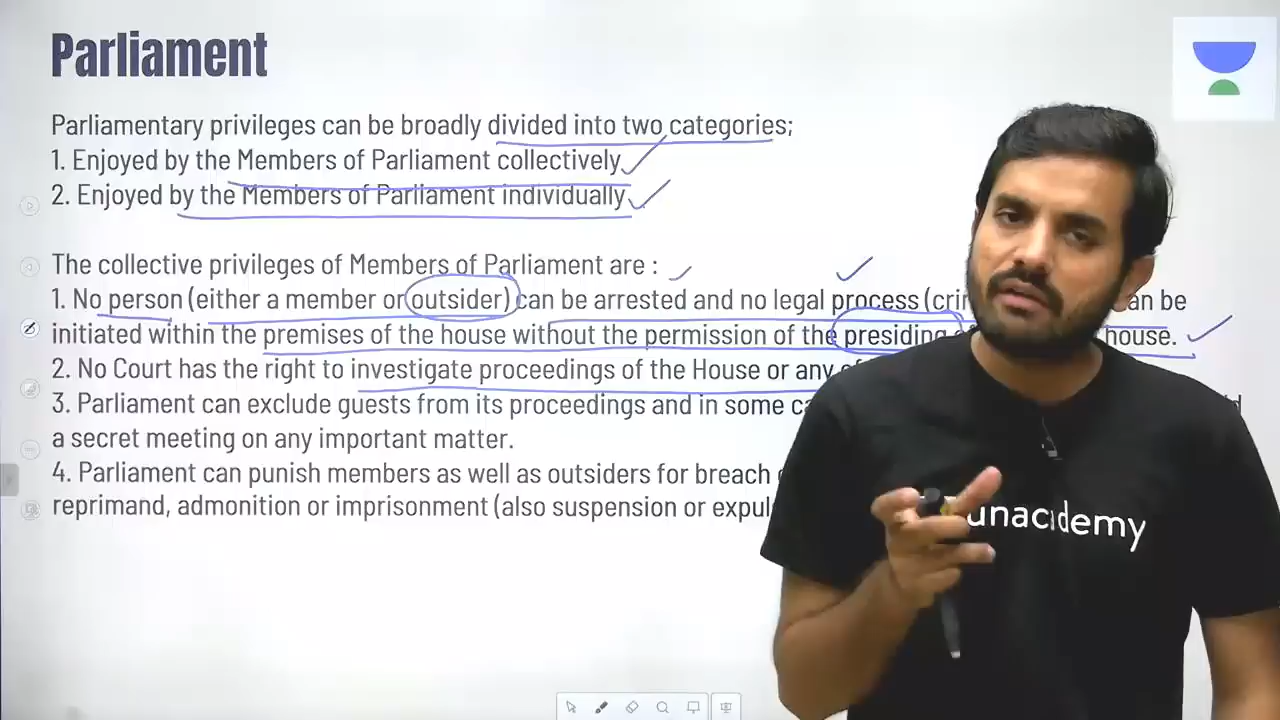 Parliament
Parliamentary privileges can be broadly divided into two categories;
1. Enjoyed by the Members of Parliament collectively
2. Enjoyed by the Members of Parliament individually
The collective privileges of Members of Parliament are :
1. No person (either a member or outsider) can be arrested and no legal process ( can be
initiated within the premises of the house without the permission of the presiding house.
2. No Court has the right to investigate proceedings of the House or any
3. Parliament can exclude guests from its proceedings and in some
a secret meeting on any important matter.
4. Parliament can punish members as well as outsiders for breach
reprimand, admonition or imprisonment (also suspension or
unacademy